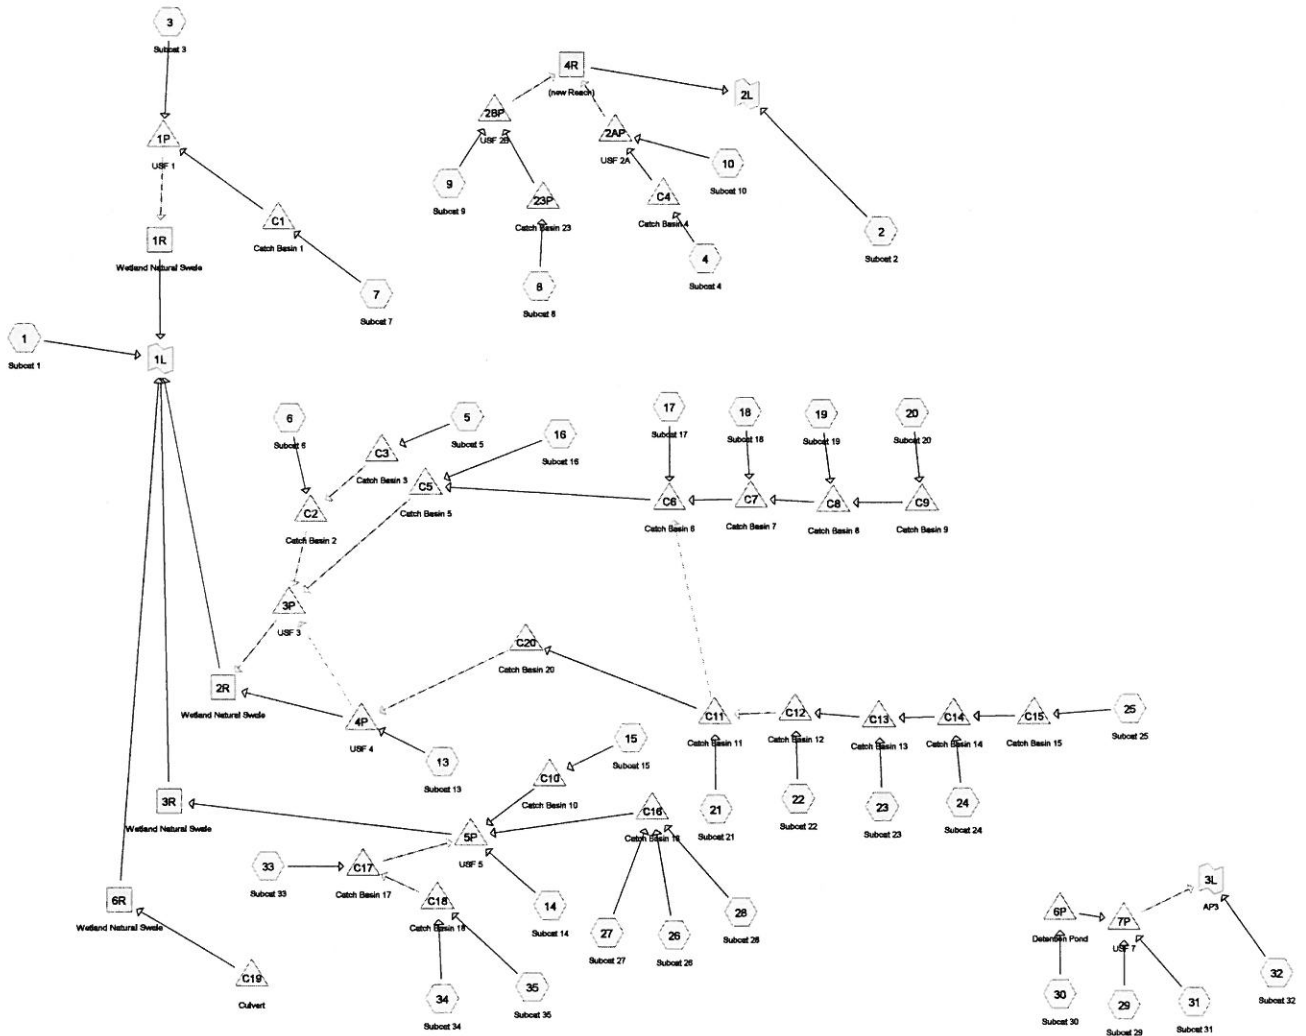 3
Subcat 3
4R
(new Reach)
2L
2BP
USF 2B
1P
USF 1
2AP
USF 2A
10
Subcat 10
9
Subcat 9
23P
Catch Basin 23
C4
Catch Basin 4
C1
Catch Basin 1
2
Subcat 2
1R
Wetland Natural Swale
4
Subcat 4
8
Subcat 8
7
Subcat 7
1
Subcat 1
1L
6
Subcat 6
5
Subcat 5
17
Subcat 17
18
Subcat 18
19
Subcat 19
20
Subcat 20
16
Subcat 16
C3
Catch Basin 3
C5
Catch Basin 5
C2
Catch Basin 2
C6
Catch Basin 6
C7
Catch Basin 7
C8
Catch Basin 8
C9
Catch Basin 9
3P
USF 3
C20
Catch Basin 20
2R
Wetland Natural Swale
4P
USF 4
C11
Catch Basin 11
C12
Catch Basin 12
C13
Catch Basin 13
C14
Catch Basin 14
C15
Catch Basin 15
25
Subcat 25
13
Subcat 13
15
Subcat 15
C10
Catch Basin 10
3R
Wetland Natural Swale
21
Subcat 21
22
Subcat 22
23
Subcat 23
24
Subcat 24
5P
USF 5
C16
Catch Basin 16
33
Subcat 33
C17
Catch Basin 17
6R
Wetland Natural Swale
C18
Catch Basin 18
14
Subcat 14
27
Subcat 27
26
Subcat 26
28
Subcat 28
3L
AP3
6P
Detention Pond
7P
USF 7
C19
Culvert
34
Subcat 34
35
Subcat 35
30
Subcat 30
29
Subcat 29
31
Subcat 31
32
Subcat 32